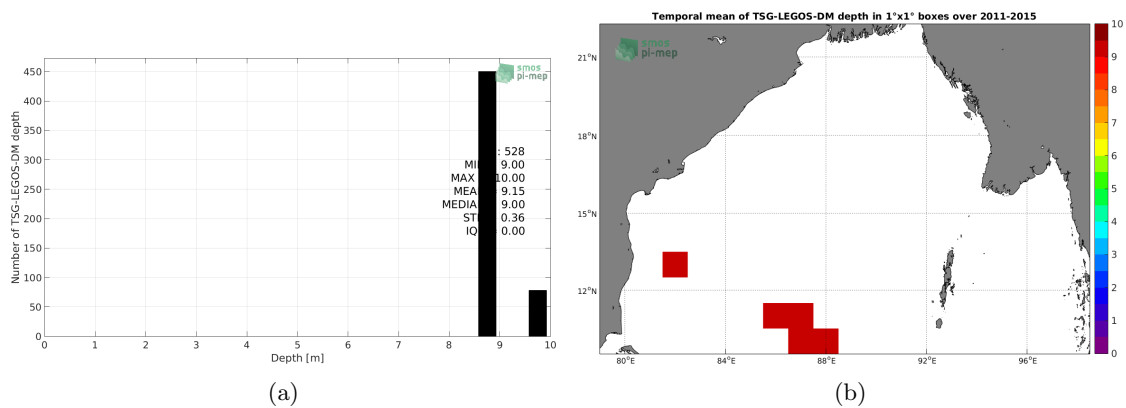 Temporal mean of TSG-LEGOS-DM depth in 1°x1° boxes over 2011-2015
smos
pi-mep
450
400
350
300
250
200
150
100
50
0
Number of TSG-LEGOS-DM depth
: 528
MI : 9.00
MAX 10.00
MEA : 9.15
MEDIA : 9.00
ST : 0.36
IQ : 0.00
0 1 2 3 4 5 6 7 8 9 10
Depth [m]
(a)
smos
pi-mep
21°N
18°N
15°N
12°N
80°E 84°E 88°E 92°E 96°E
10
9
8
7
6
5
4
3
2
1
0
(b)